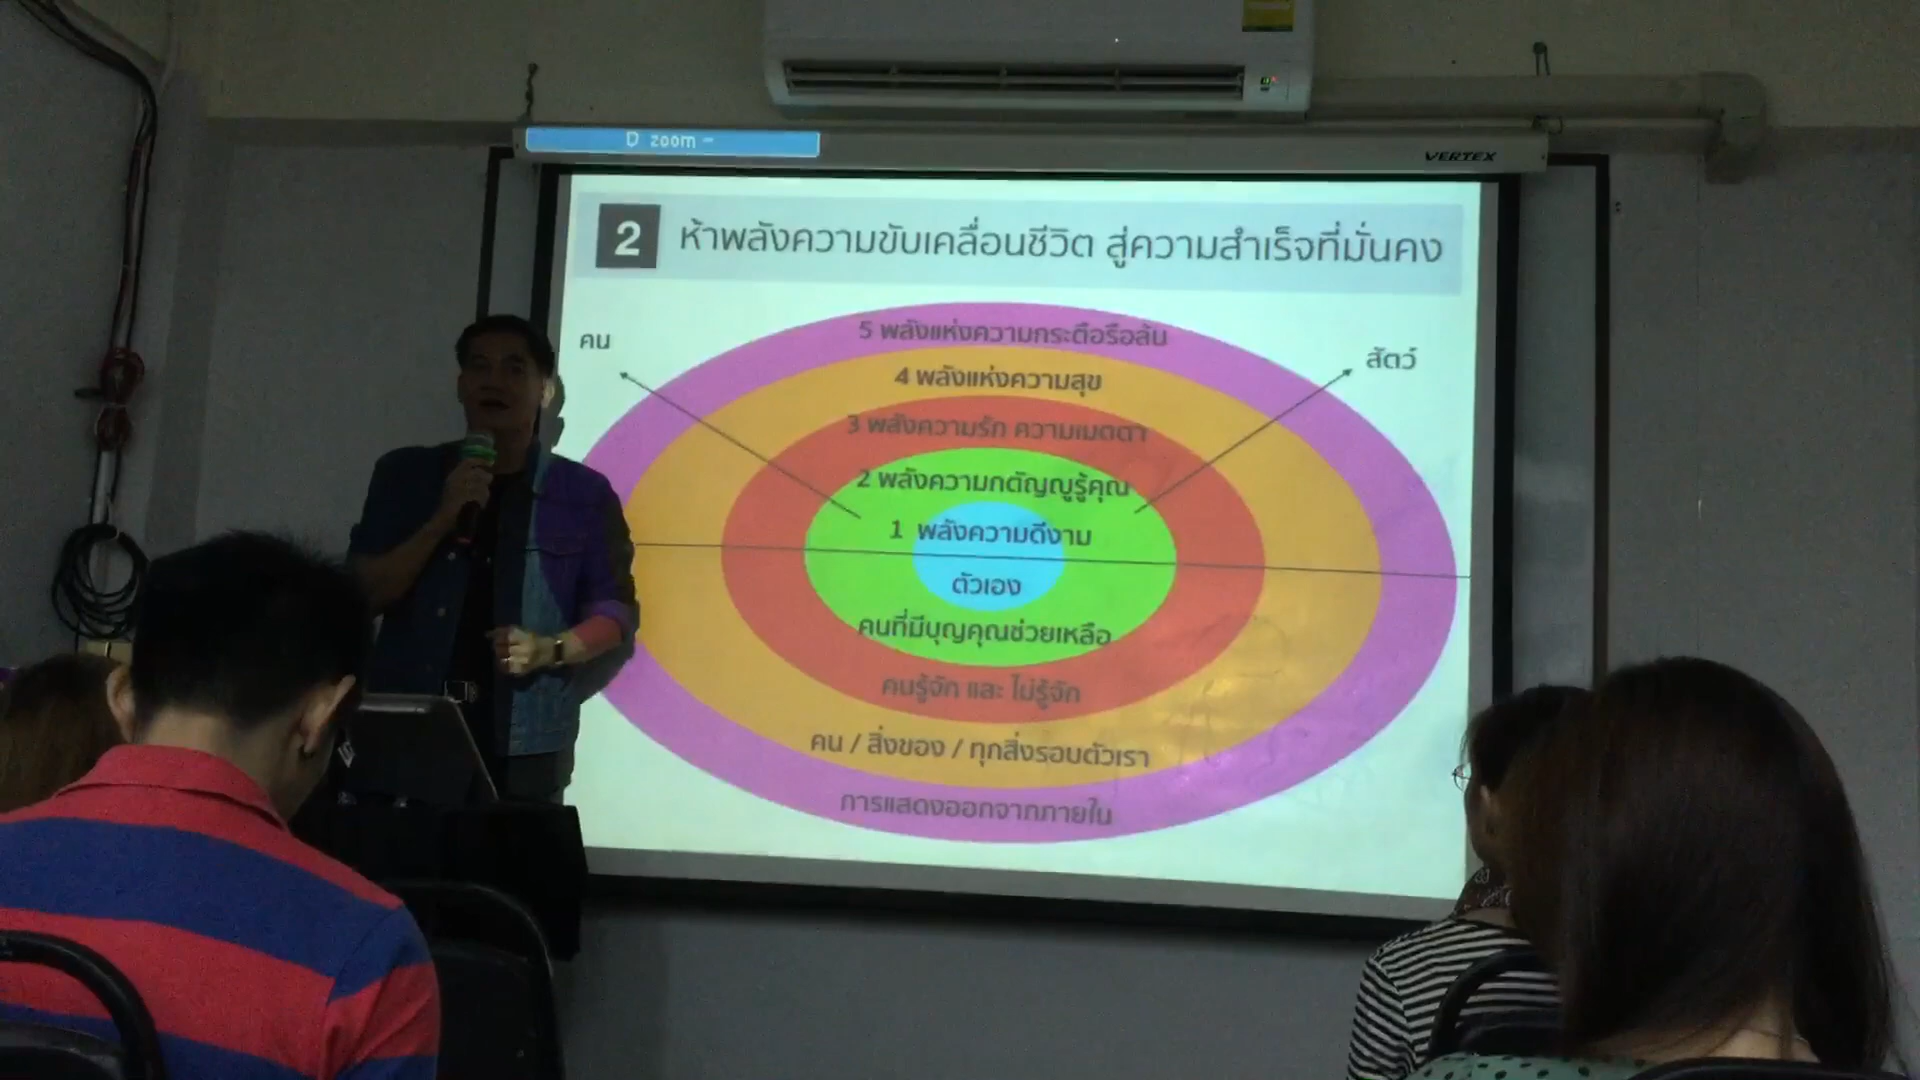 D zoom -
VERTEX
2 ห้าพลังความขับเคลื่อนชีวิต สู่ความสำเร็จที่มั่นคง
คน
สัตว์
5 พลังแห่งความกระตือรือล้น
4 พลังแห่งความสุข
3 พลังความรัก ความเมตตา
2 พลังความกตัญญูรู้คุณ
1 พลังความดีงาม
ตัวเอง
คนที่มีบุญคุณช่วยเหลือ
คนรู้จัก และ ไม่รู้จัก
คน / สิ่งของ / ทุกสิ่งรอบตัวเรา
การแสดงออกจากภายใน